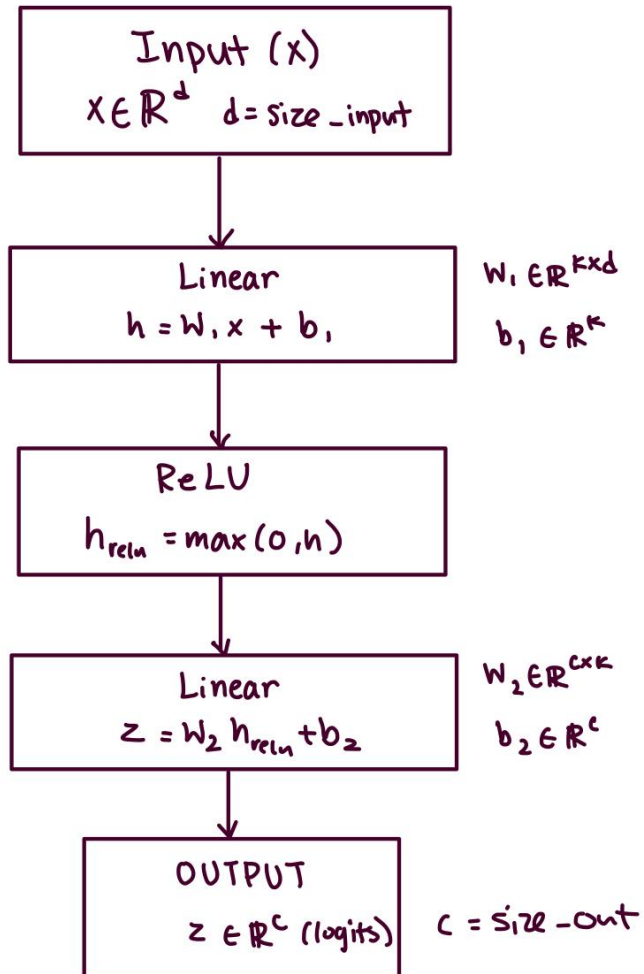 Input (x)
x ∈ ℝ^d d = size_input
Linear
h = W₁ x + b₁
W₁ ∈ ℝ^{k×d}
b₁ ∈ ℝ^k
ReLU
h_relu = max(0, h)
Linear
z = W₂ h_relu + b₂
W₂ ∈ ℝ^{c×k}
b₂ ∈ ℝ^c
OUTPUT
z ∈ ℝ^c (logits) c = size_out